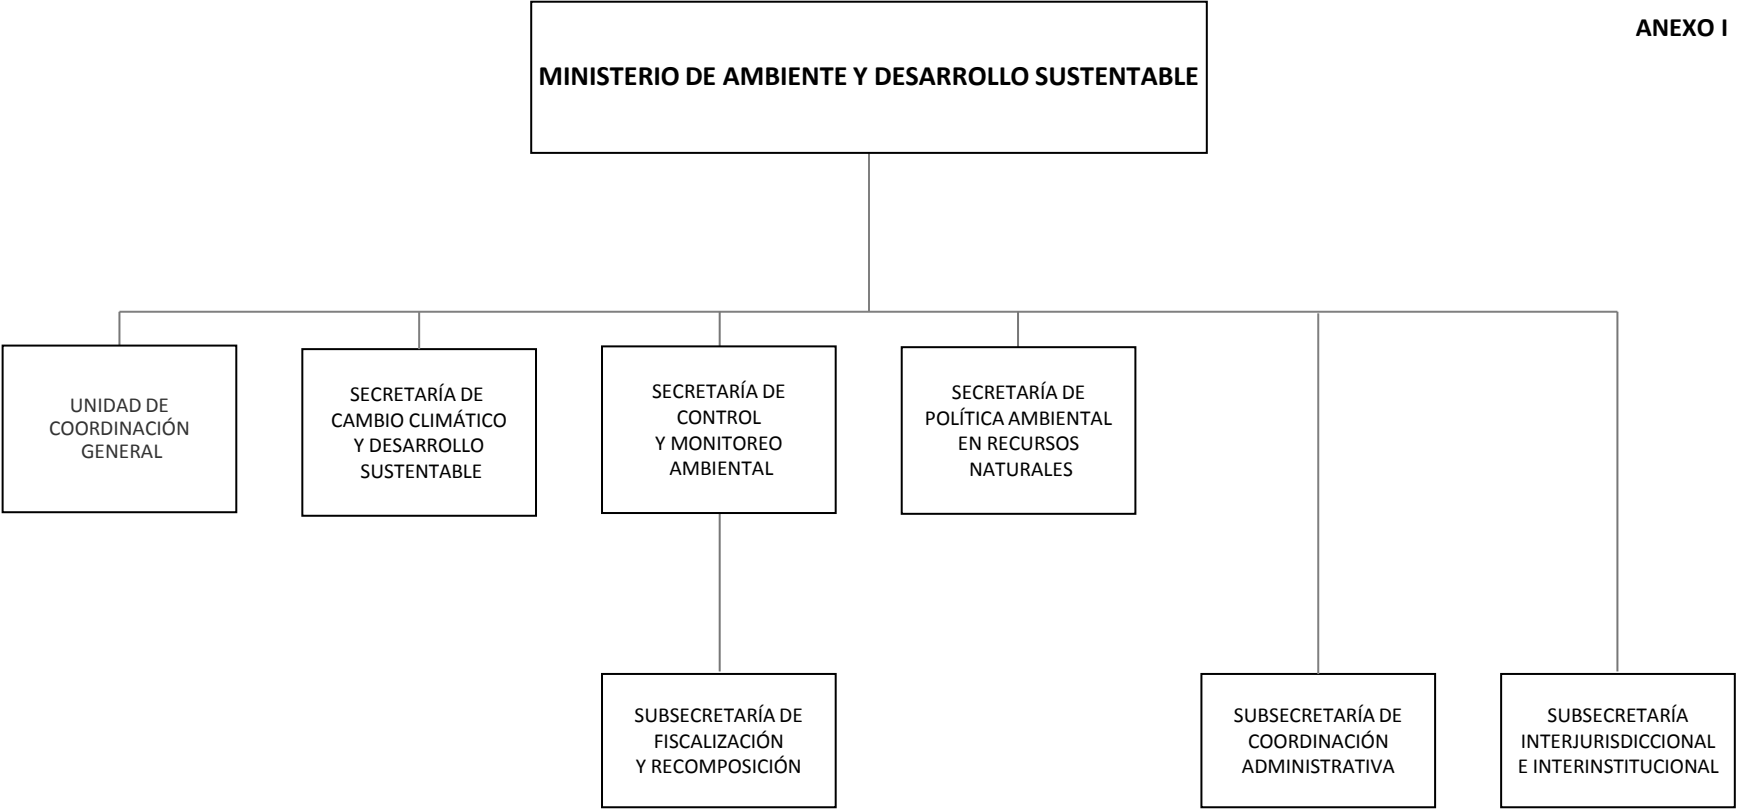 ANEXO I
MINISTERIO DE AMBIENTE Y DESARROLLO SUSTENTABLE
UNIDAD DE
COORDINACIÓN
GENERAL
SECRETARÍA DE
CAMBIO CLIMÁTICO
Y DESARROLLO
SUSTENTABLE
SECRETARÍA DE
CONTROL
Y MONITOREO
AMBIENTAL
SECRETARÍA DE
POLÍTICA AMBIENTAL
EN RECURSOS
NATURALES
SUBSECRETARÍA DE
FISCALIZACIÓN
Y RECOMPOSICIÓN
SUBSECRETARÍA DE
COORDINACIÓN
ADMINISTRATIVA
SUBSECRETARÍA
INTERJURISDICCIONAL
E INTERINSTITUCIONAL